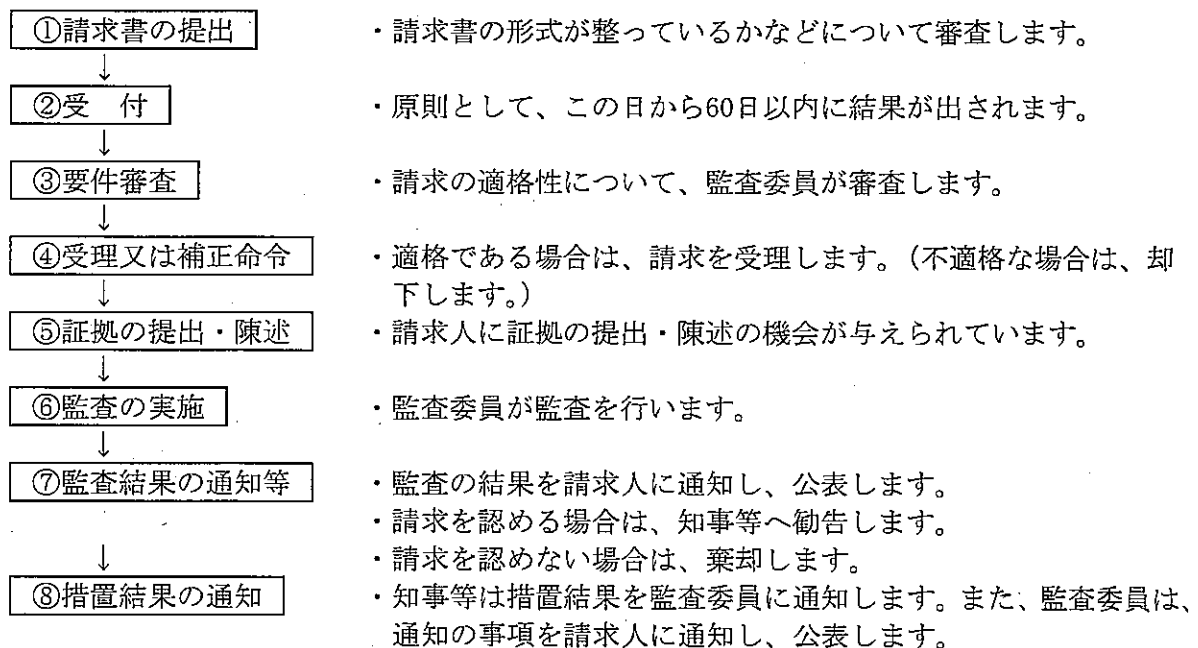 ①請求書の提出 ・請求書の形式が整っているかなどについて審査します。
↓
②受　付 ・原則として、この日から60日以内に結果が出されます。
↓
③要件審査 ・請求の適格性について、監査委員が審査します。
↓
④受理又は補正命令 ・適格である場合は、請求を受理します。（不適格な場合は、却
↓ 下します。）
⑤証拠の提出・陳述 ・請求人に証拠の提出・陳述の機会が与えられています。
↓
⑥監査の実施 ・監査委員が監査を行います。
↓
⑦監査結果の通知等 ・監査の結果を請求人に通知し、公表します。
・請求を認める場合は、知事等へ勧告します。
↓ ・請求を認めない場合は、棄却します。
⑧措置結果の通知 ・知事等は措置結果を監査委員に通知します。また、監査委員は、
通知の事項を請求人に通知し、公表します。